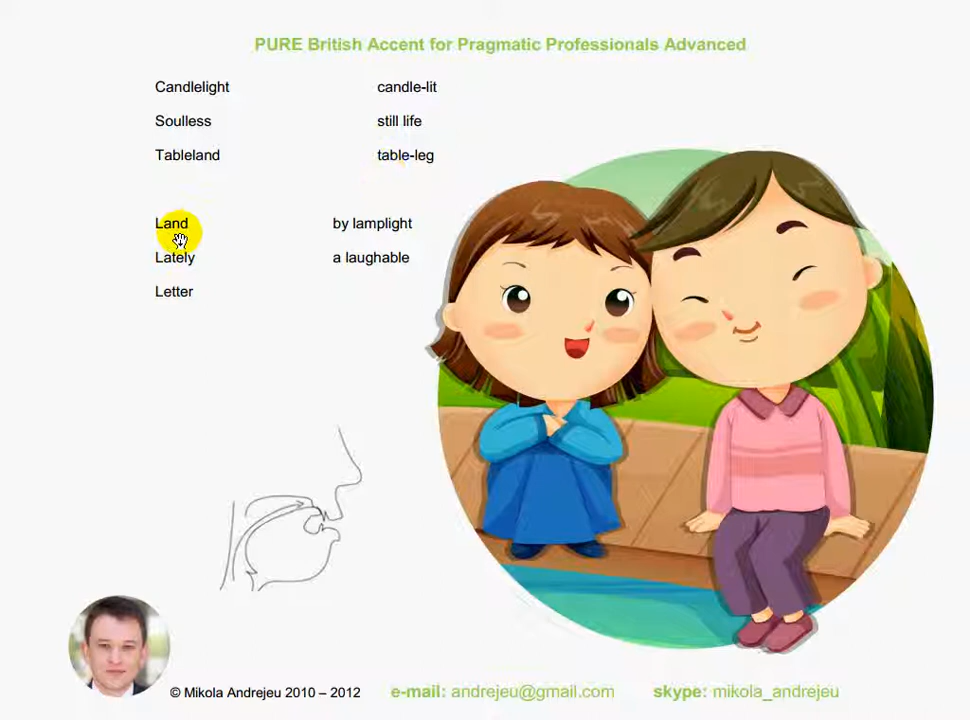 PURE British Accent for Pragmatic Professionals Advanced
Candlelight candle-lit
Soulless still life
Tableland table-leg
Land by lamplight
Lately a laughable
Letter
© Mikola Andrejeu 2010 – 2012 e-mail: andrejeu@gmail.com skype: mikola_andrejeu